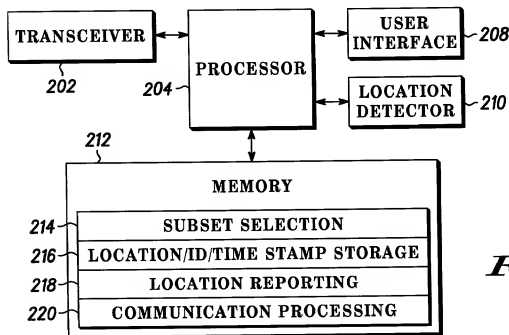 TRANSCEIVER
202
PROCESSOR
204
USER INTERFACE
208
LOCATION DETECTOR
210
212
MEMORY
214 SUBSET SELECTION
216 LOCATION/ID/TIME STAMP STORAGE
218 LOCATION REPORTING
220 COMMUNICATION PROCESSING
F